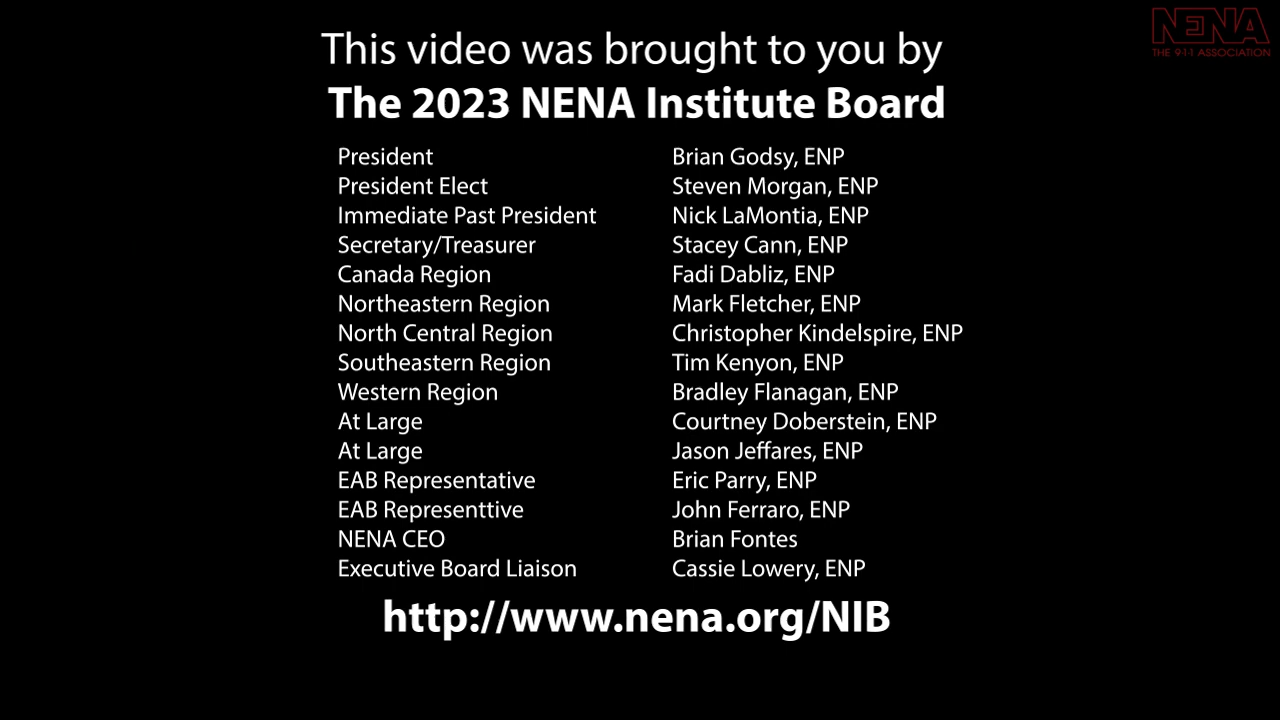 NENA
THE 9-1-1 ASSOCIATION
This video was brought to you by
The 2023 NENA Institute Board
President Brian Godsy, ENP
President Elect Steven Morgan, ENP
Immediate Past President Nick LaMontia, ENP
Secretary/Treasurer Stacey Cann, ENP
Canada Region Fadi Dabliz, ENP
Northeastern Region Mark Fletcher, ENP
North Central Region Christopher Kindelspire, ENP
Southeastern Region Tim Kenyon, ENP
Western Region Bradley Flanagan, ENP
At Large Courtney Doberstein, ENP
At Large Jason Jeffares, ENP
EAB Representative Eric Parry, ENP
EAB Representtive John Ferraro, ENP
NENA CEO Brian Fontes
Executive Board Liaison Cassie Lowery, ENP
http://www.nena.org/NIB